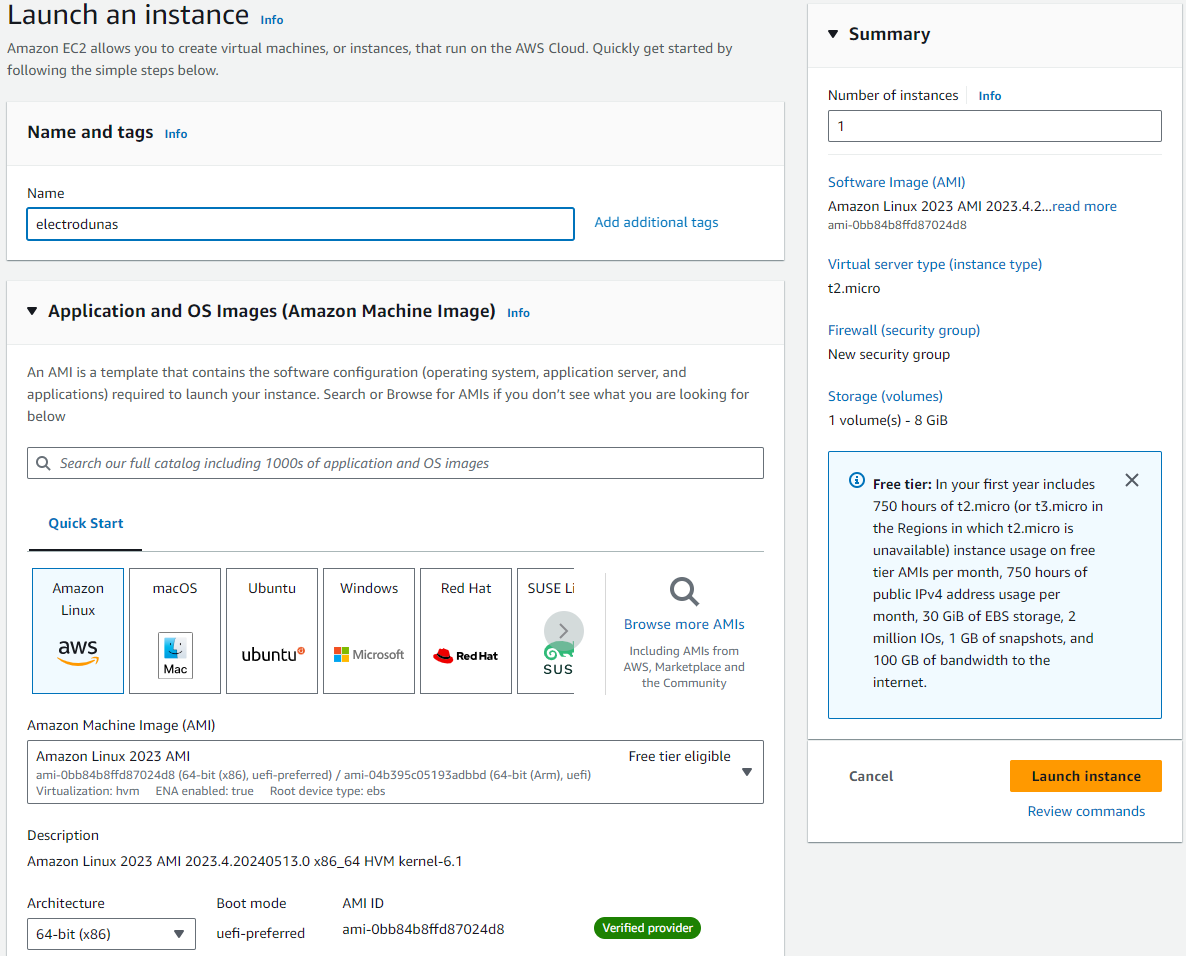 Launch an instance Info
Amazon EC2 allows you to create virtual machines, or instances, that run on the AWS Cloud. Quickly get started by
following the simple steps below.
Name and tags Info
Name
electrodunas
Add additional tags
Application and OS Images (Amazon Machine Image) Info
An AMI is a template that contains the software configuration (operating system, application server, and
applications) required to launch your instance. Search or Browse for AMIs if you don't see what you are looking for
below
Search our full catalog including 1000s of application and OS images
Quick Start
Amazon
Linux
aws
macOS
Mac
Ubuntu
ubuntu
Windows
Microsoft
Red Hat
Red Hat
SUSE Li
SUS
Browse more AMIs
Including AMIs from
AWS, Marketplace and
the Community
Amazon Machine Image (AMI)
Amazon Linux 2023 AMI
Free tier eligible
ami-0bb84b8ffd87024d8 (64-bit (x86), uefi-preferred) / ami-04b395c05193adbbd (64-bit (Arm), uefi)
Virtualization: hvm ENA enabled: true Root device type: ebs
Description
Amazon Linux 2023 AMI 2023.4.20240513.0 x86_64 HVM kernel-6.1
Architecture
64-bit (x86)
Boot mode
uefi-preferred
AMI ID
ami-0bb84b8ffd87024d8
Verified provider
Summary
Number of instances Info
1
Software Image (AMI)
Amazon Linux 2023 AMI 2023.4.2...read more
ami-0bb84b8ffd87024d8
Virtual server type (instance type)
t2.micro
Firewall (security group)
New security group
Storage (volumes)
1 volume(s) - 8 GiB
Free tier: In your first year includes
750 hours of t2.micro (or t3.micro in
the Regions in which t2.micro is
unavailable) instance usage on free
tier AMIs per month, 750 hours of
public IPv4 address usage per
month, 30 GiB of EBS storage, 2
million IOs, 1 GB of snapshots, and
100 GB of bandwidth to the
internet.
Cancel
Launch instance
Review commands